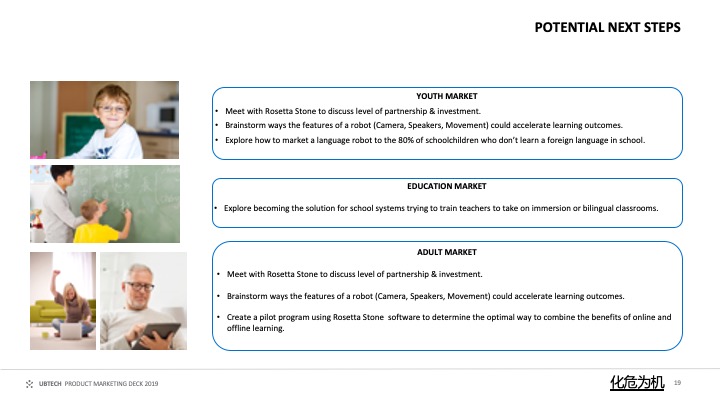 POTENTIAL NEXT STEPS
YOUTH MARKET
• Meet with Rosetta Stone to discuss level of partnership & investment.
• Brainstorm ways the features of a robot (Camera, Speakers, Movement) could accelerate learning outcomes.
• Explore how to market a language robot to the 80% of schoolchildren who don't learn a foreign language in school.
EDUCATION MARKET
• Explore becoming the solution for school systems trying to train teachers to take on immersion or bilingual classrooms.
ADULT MARKET
• Meet with Rosetta Stone to discuss level of partnership & investment.
• Brainstorm ways the features of a robot (Camera, Speakers, Movement) could accelerate learning outcomes.
• Create a pilot program using Rosetta Stone software to determine the optimal way to combine the benefits of online and
offline learning.
UBTECH PRODUCT MARKETING DECK 2019
化危为机
19